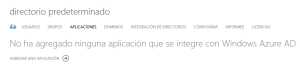 directorio predeterminado
USUARIOS GRUPOS APLICACIONES DOMINIOS INTEGRACIÓN DE DIRECTORIOS CONFIGURAR INFORMES LICENCIAS
No ha agregado ninguna aplicación que se integre con Windows Azure AD.
AGREGAR UNA APLICACIÓN